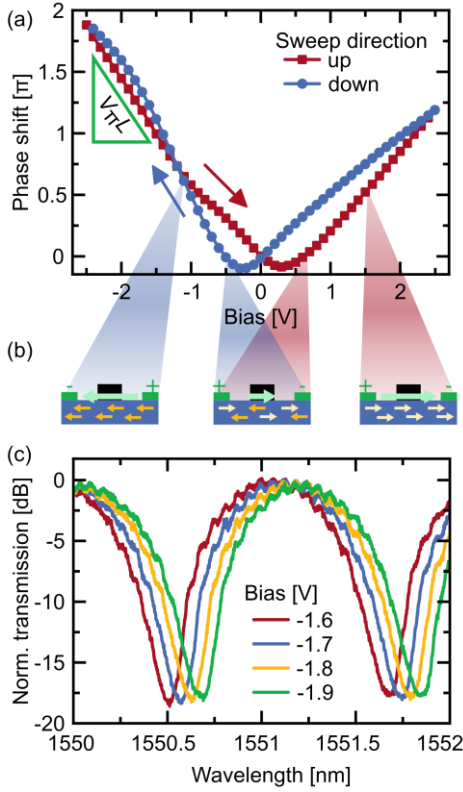 (a)
Sweep direction
up
down
VπL
Phase shift [π]
2
1.5
1
0.5
0
-2
-1
0
1
2
Bias [V]
(b)
- +
+ -
- +
(c)
Norm. transmission [dB]
0
-5
-10
-15
-20
Bias [V]
-1.6
-1.7
-1.8
-1.9
1550
1550.5
1551
1551.5
1552
Wavelength [nm]